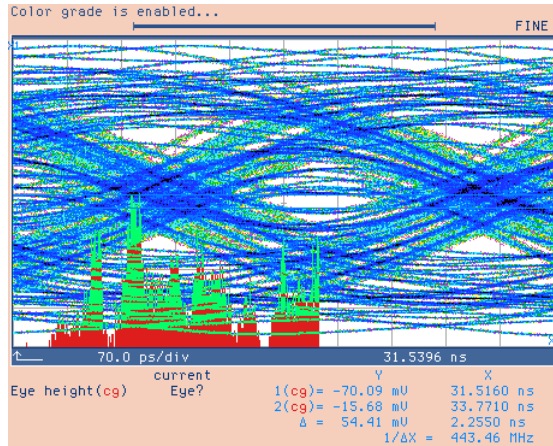 Color grade is enabled...
FINE
70.0 ps/div 31.5396 ns
current Y X
Eye height(cg) Eye? 1(cg)= -70.09 mV 31.5160 ns
2(cg)= -15.68 mV 33.7710 ns
Δ = 54.41 mV 2.2550 ns
1/ΔX = 443.46 MHz